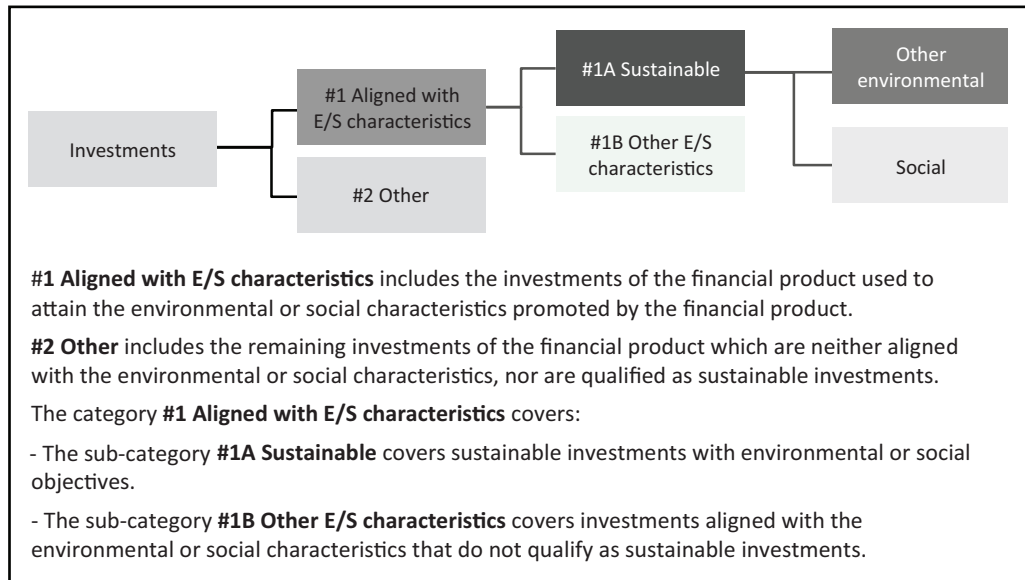 Investments
#1 Aligned with
E/S characteristics
#2 Other
#1A Sustainable
#1B Other E/S
characteristics
Other
environmental
Social
#1 Aligned with E/S characteristics includes the investments of the financial product used to
attain the environmental or social characteristics promoted by the financial product.
#2 Other includes the remaining investments of the financial product which are neither aligned
with the environmental or social characteristics, nor are qualified as sustainable investments.
The category #1 Aligned with E/S characteristics covers:
- The sub-category #1A Sustainable covers sustainable investments with environmental or social
objectives.
- The sub-category #1B Other E/S characteristics covers investments aligned with the
environmental or social characteristics that do not qualify as sustainable investments.